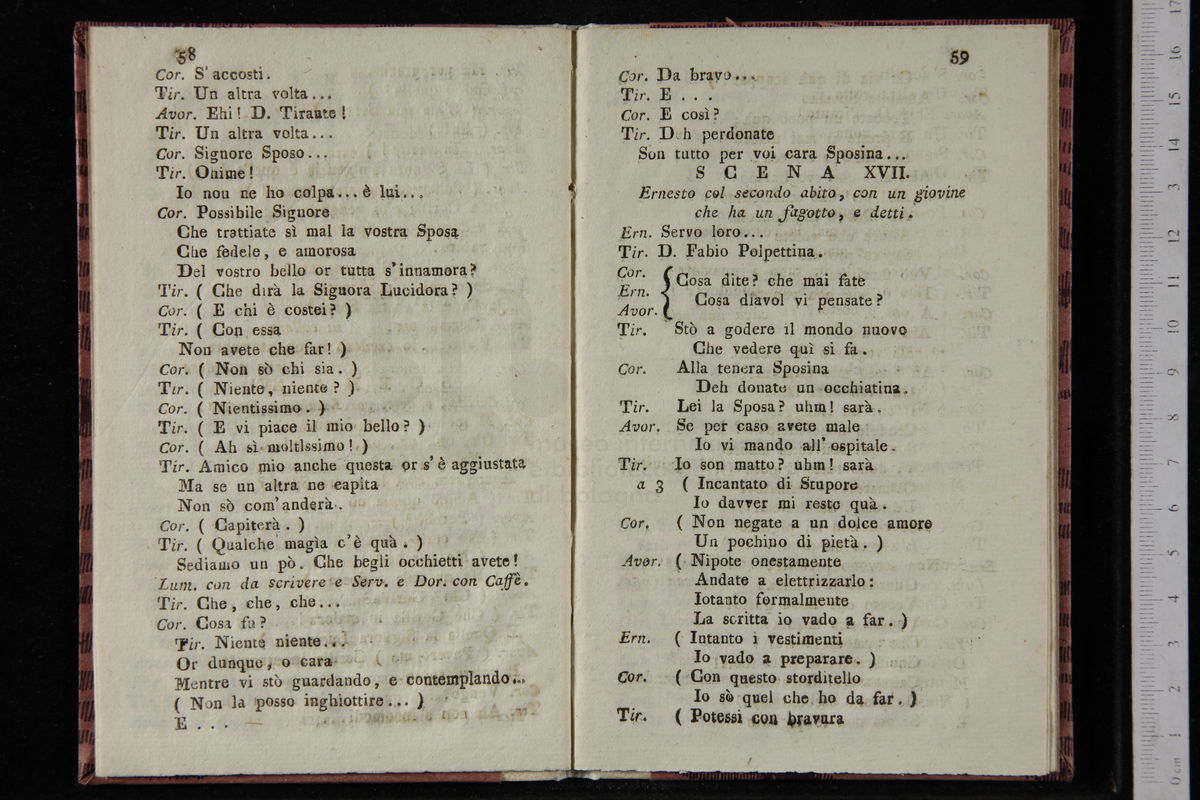 58
Cor. S' accosti.
Tir. Un altra volta...
Avor. Ehi! D. Tirante!
Tir. Un altra volta...
Cor. Signore Sposo...
Tir. Ohime!
Io non ne ho colpa... è lui...
Cor. Possibile Signore
Che trattiate sì mal la vostra Sposa
Che fedele, e amorosa
Del vostro bello or tutta s' innamora?
Tir. ( Che dirà la Signora Lucidora? )
Cor. ( E chi è costei? )
Tir. ( Con essa
Non avete che far! )
Cor. ( Non sò chi sia. )
Tir. ( Niente, niente? )
Cor. ( Nientissimo. )
Tir. ( E vi piace il mio bello? )
Cor. ( Ah sì moltIssimo! )
Tir. Amico mio anche questa or s' è aggiustata
Ma se un altra ne capita
Non sò com' anderà.
Cor. ( Capiterà. )
Tir. ( Qualche magìa c'è quà. )
Sediamo un pò. Che begli occhietti avete!
Lum. con da scrivere e Serv. e Dor. con Caffè.
Tir. Che, che, che...
Cor. Cosa fu?
Tir. Niente niente...
Or dunque, o cara
Mentre vi stò guardando, e contemplando...
( Non la posso inghiottire... )
E...
59
Cor. Da bravo...
Tir. E...
Cor. E così?
Tir. Deh perdonate
Son tutto per voi cara Sposina...
SCENA XVII.
Ernesto col secondo abito, con un giovine
che ha un fagotto, e detti.
Ern. Servo loro...
Tir. D. Fabio Polpettina.
Cor. { Cosa dite? che mai fate
Ern.
Avor. Cosa diavol vi pensate?
Tir. Stò a godere il mondo nuovo
Che vedere quì si fa.
Cor. Alla tenera Sposina
Deh donate un occhiatina.
Tir. Lei la Sposa? uhm! sarà.
Avor. Se per caso avete male
Io vi mando all' ospitale.
Tir. Io son matto? uhm! sarà
a 3 ( Incantato di Stupore
Io davver mi resto quà.
Cor. ( Non negate a un dolce amore
Un pochino di pietà. )
Avor. ( Nipote onestamente
Andate a elettrizzarlo:
Iotanto formalmente
La scritta io vado a far. )
Ern. ( Intanto i vestimenti
Io vado a preparare. )
Cor. ( Con questo storditello
Io sò quel che ho da far. )
Tir. ( Potessi con bravura